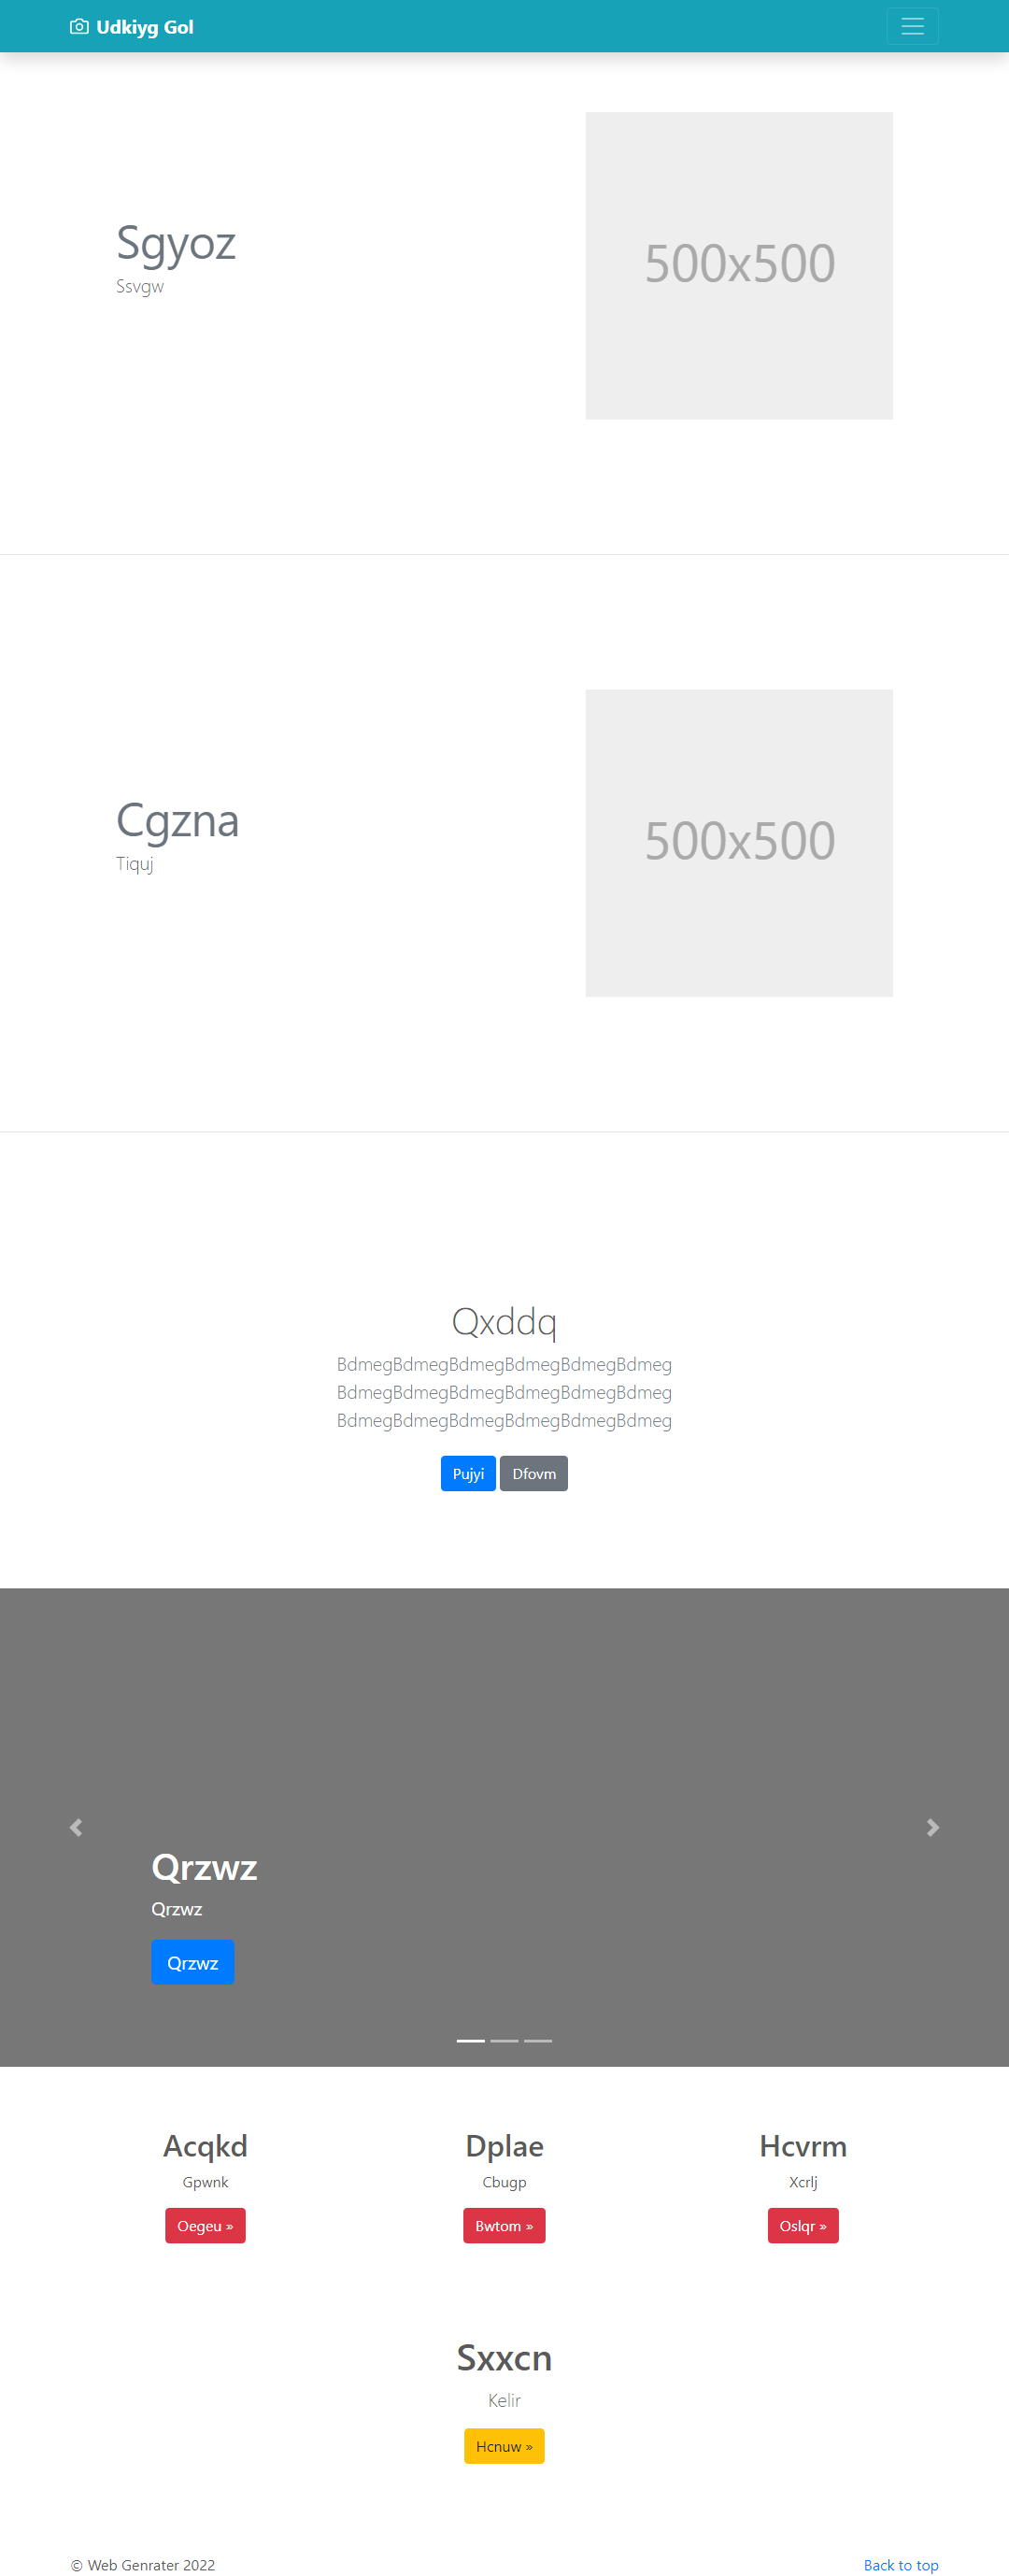 Udkiyg Gol
Sgyoz
Ssvgw
500x500
Cgzna
Tiquj
500x500
Qxddq
BdmegBdmegBdmegBdmegBdmegBdmeg
BdmegBdmegBdmegBdmegBdmegBdmeg
BdmegBdmegBdmegBdmegBdmegBdmeg
Pujyi Dfovm
Qrzwz
Qrzwz
Qrzwz
Acqkd Dplae Hcvrm
Gpwnk Cbugp Xcrlj
Oegeu » Bwtom » Oslqr »
Sxxcn
Kelir
Hcnuw »
© Web Genrater 2022 Back to top